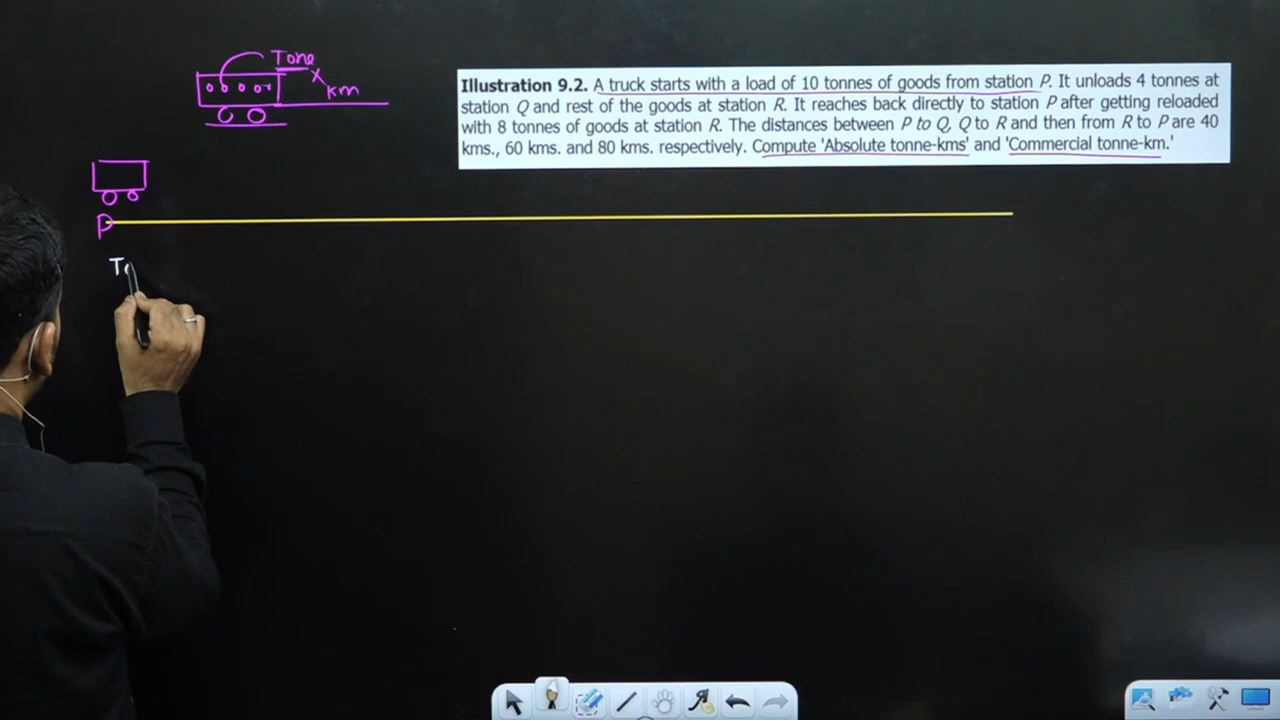 Tone
x
km
Illustration 9.2. A truck starts with a load of 10 tonnes of goods from station P. It unloads 4 tonnes at
station Q and rest of the goods at station R. It reaches back directly to station P after getting reloaded
with 8 tonnes of goods at station R. The distances between P to Q, Q to R and then from R to P are 40
kms., 60 kms. and 80 kms. respectively. Compute 'Absolute tonne-kms' and 'Commercial tonne-km.'
P
To